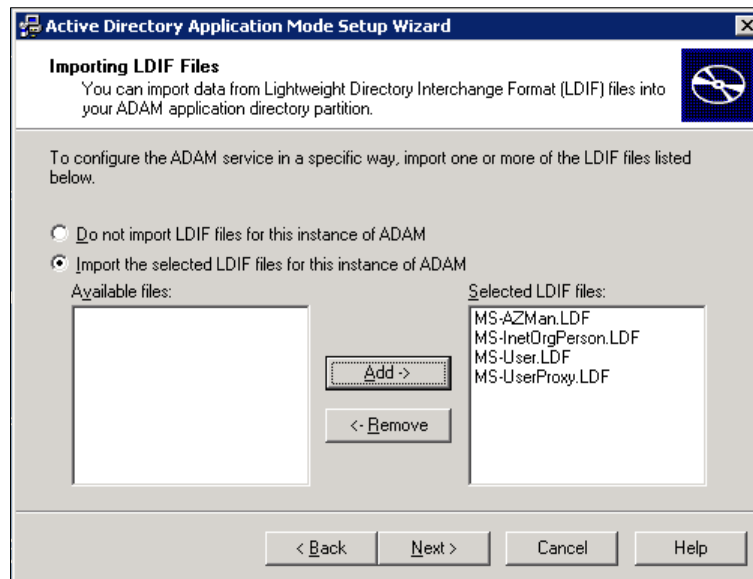 Active Directory Application Mode Setup Wizard
Importing LDIF Files
You can import data from Lightweight Directory Interchange Format (LDIF) files into
your ADAM application directory partition.
To configure the ADAM service in a specific way, import one or more of the LDIF files listed
below.
Do not import LDIF files for this instance of ADAM
Import the selected LDIF files for this instance of ADAM
Available files:
Selected LDIF files:
MS-AZMan.LDF
MS-InetOrgPerson.LDF
MS-User.LDF
MS-UserProxy.LDF
Add ->
<- Remove
< Back
Next >
Cancel
Help